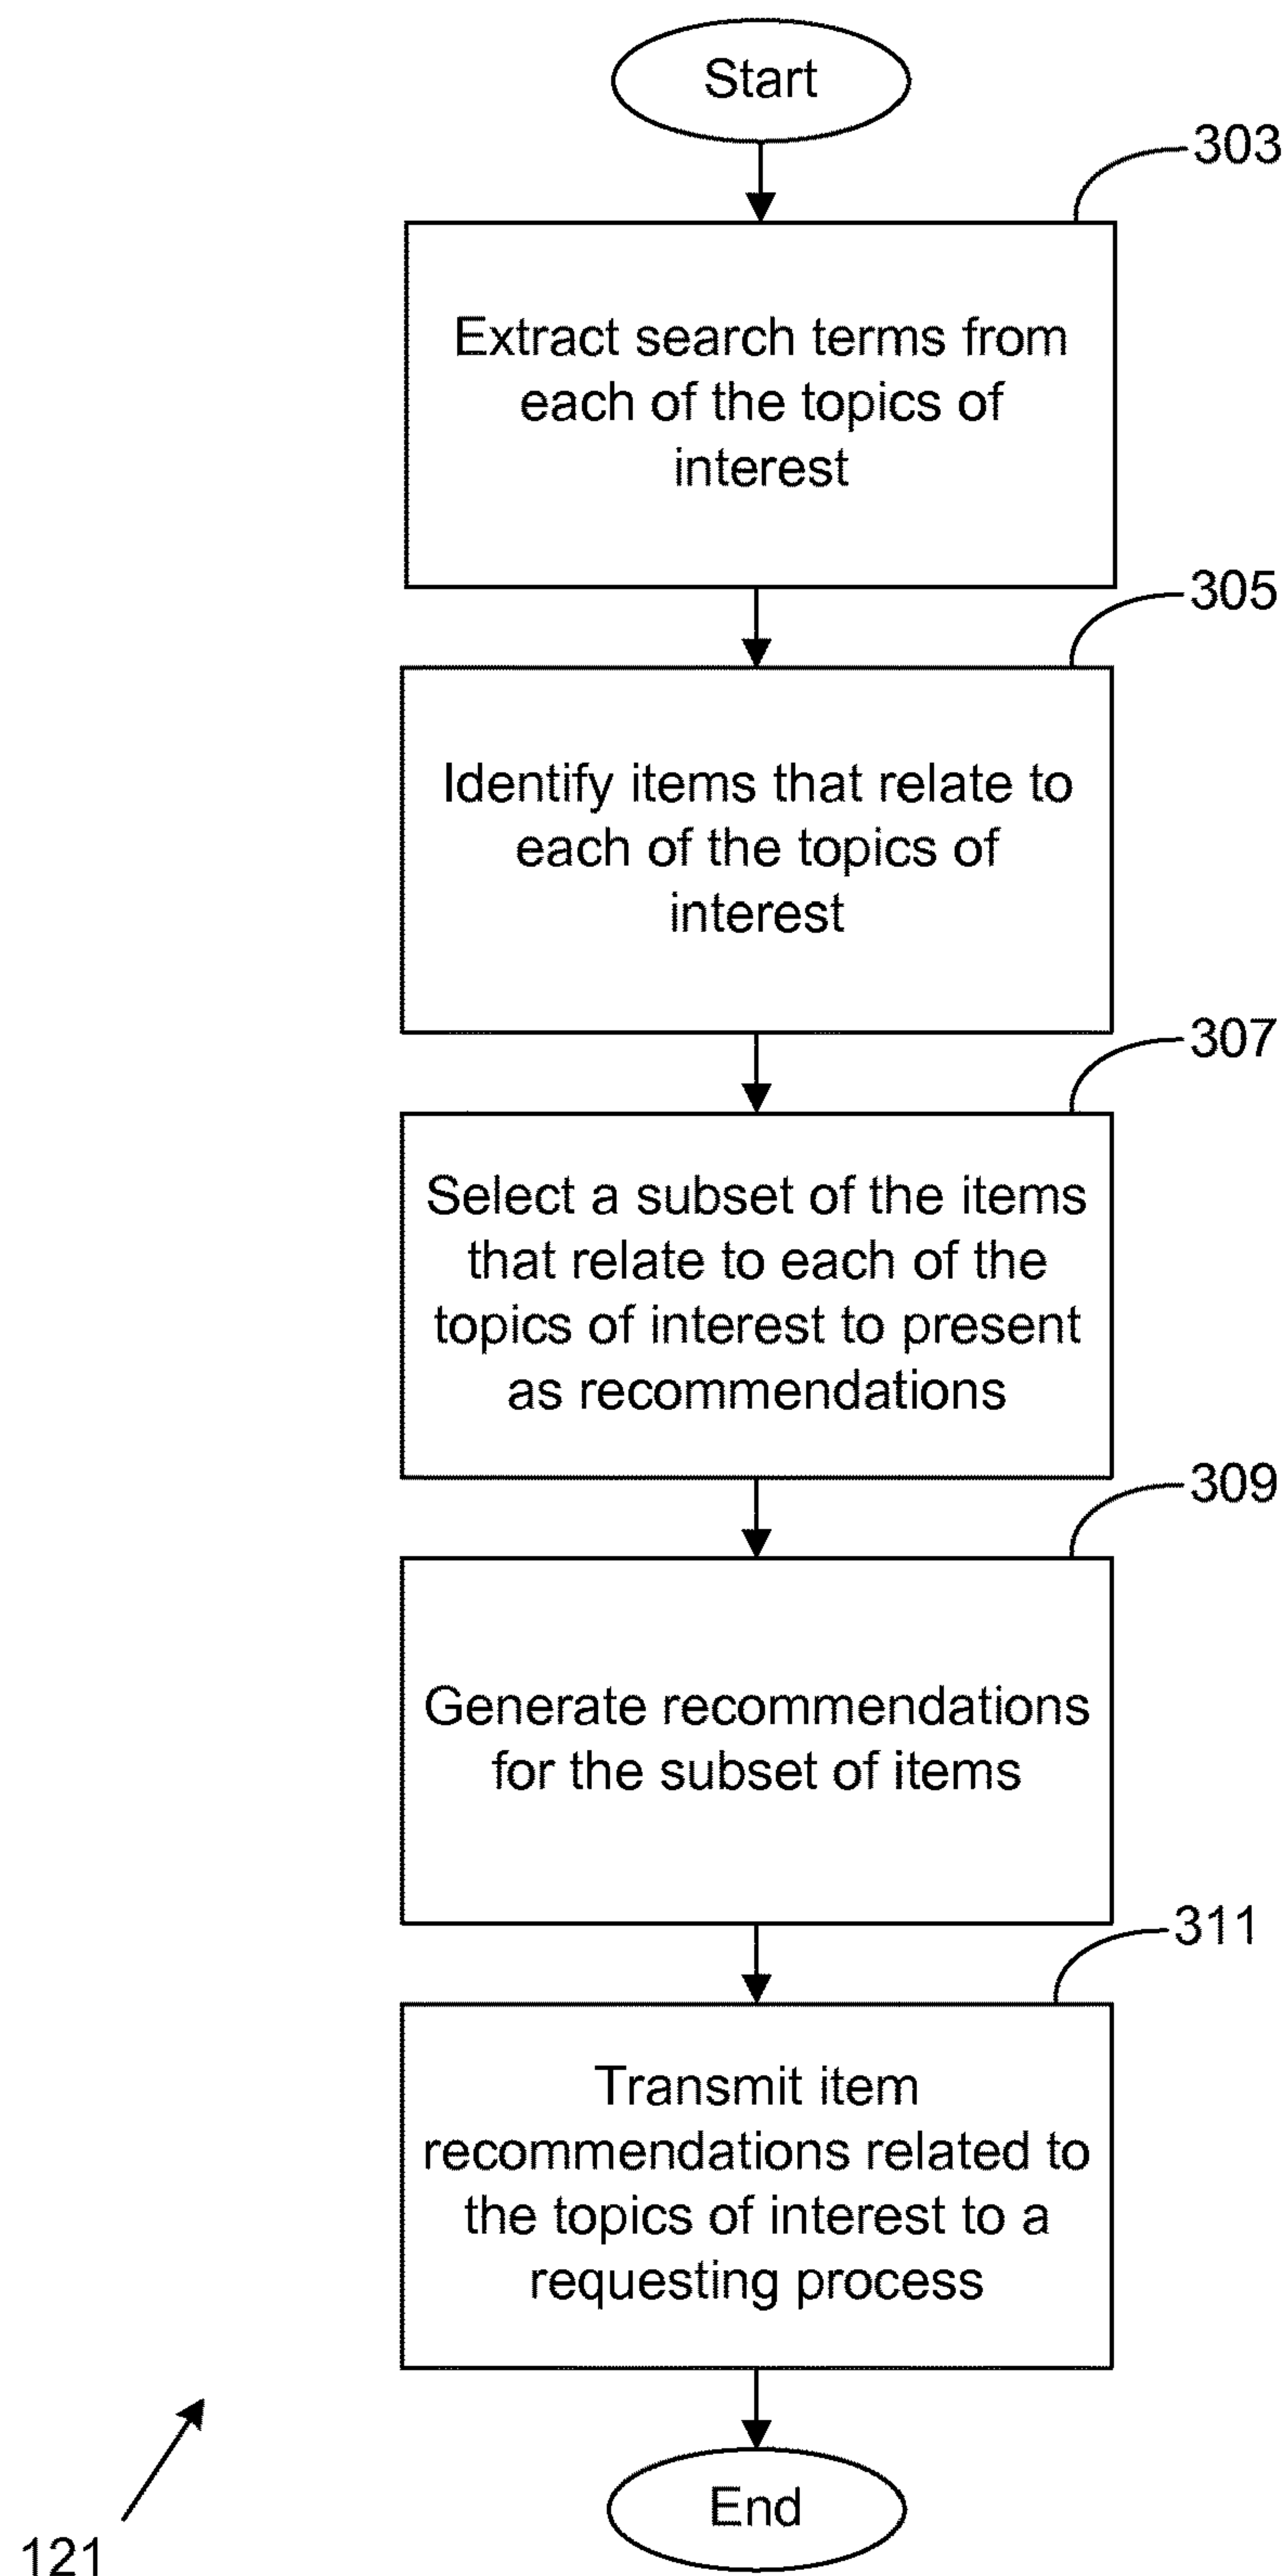 Start
303
Extract search terms from
each of the topics of
interest
305
Identify items that relate to
each of the topics of
interest
307
Select a subset of the items
that relate to each of the
topics of interest to present
as recommendations
309
Generate recommendations
for the subset of items
311
Transmit item
recommendations related to
the topics of interest to a
requesting process
End
121